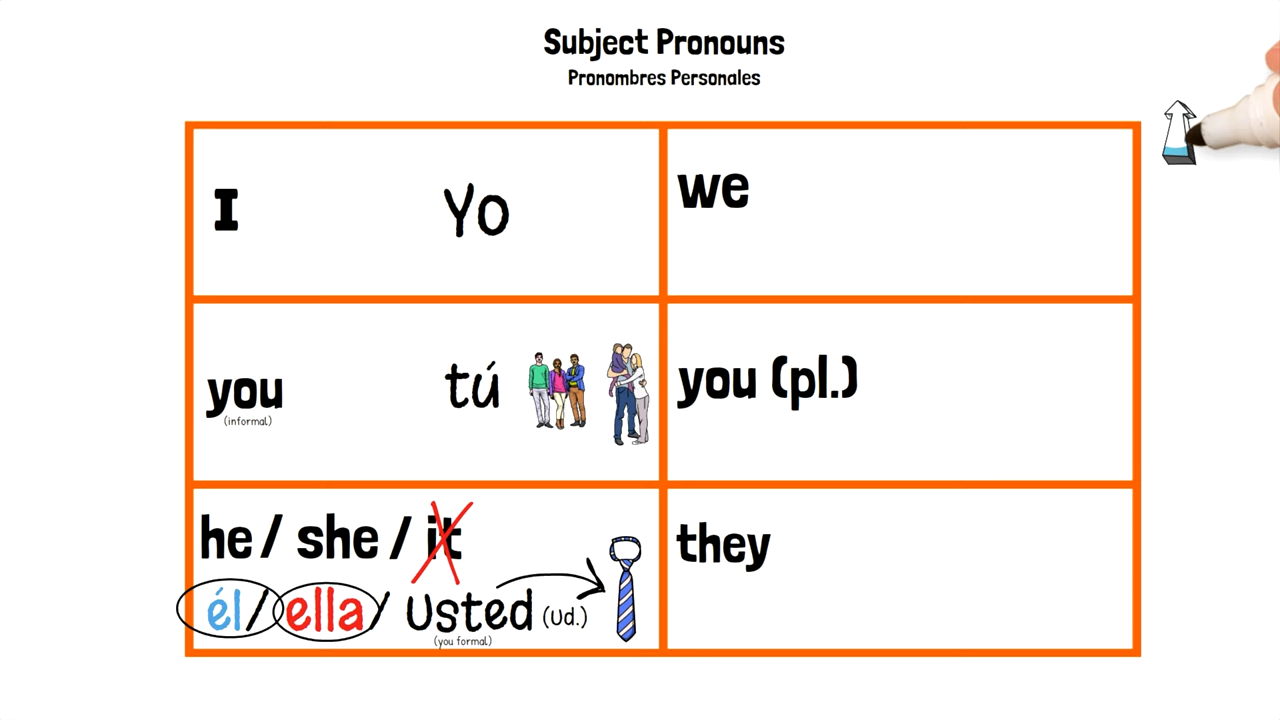 Subject Pronouns
Pronombres Personales
I Yo
we
you
(informal)
tú
you (pl.)
he / she / it
él / ella / Usted (Ud.)
(you formal)
they